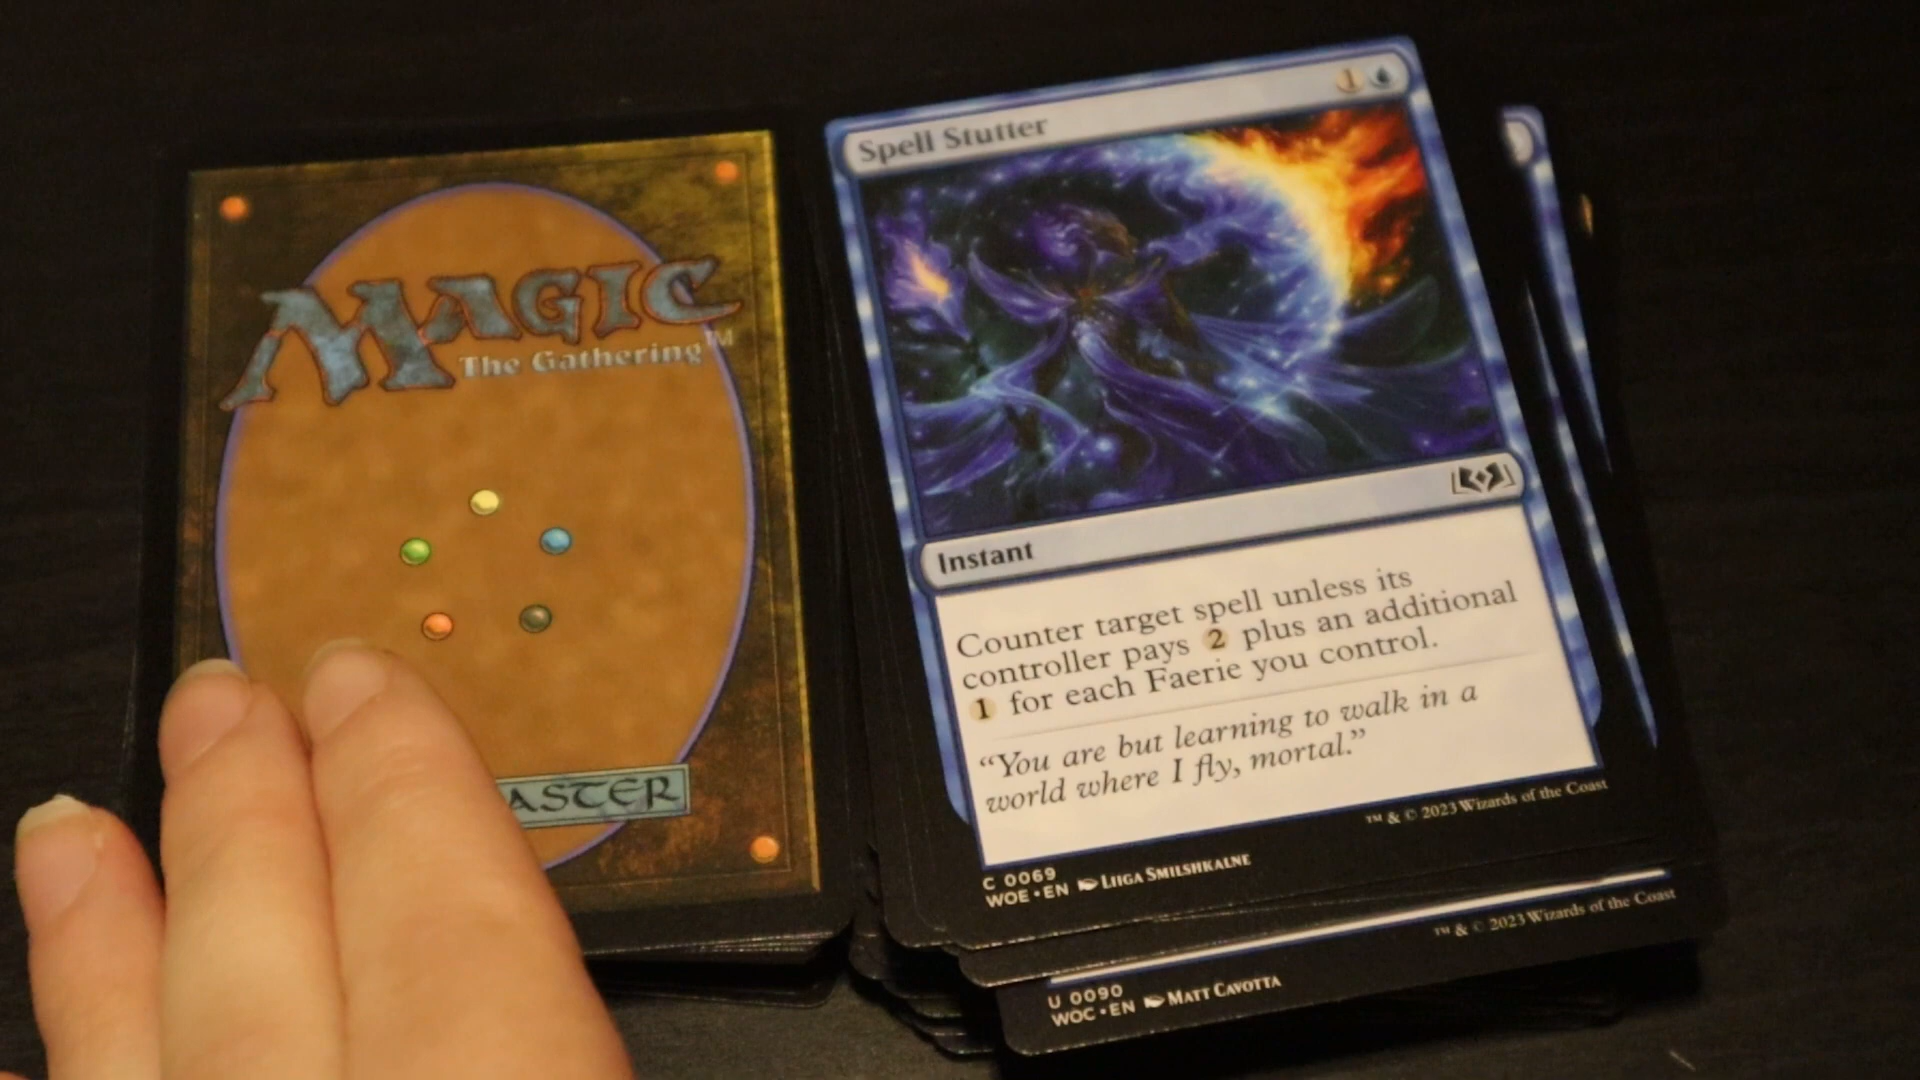 MAGIC
The Gathering™
ASTER
Spell Stutter
1
Instant
Counter target spell unless its
controller pays 2 plus an additional
1 for each Faerie you control.
“You are but learning to walk in a
world where I fly, mortal.”
™ & © 2023 Wizards of the Coast
C 0069
WOE • EN LIIGA SMILSHKALNE
™ & © 2023 Wizards of the Coast
U 0090
WOC • EN MATT CAVOTTA